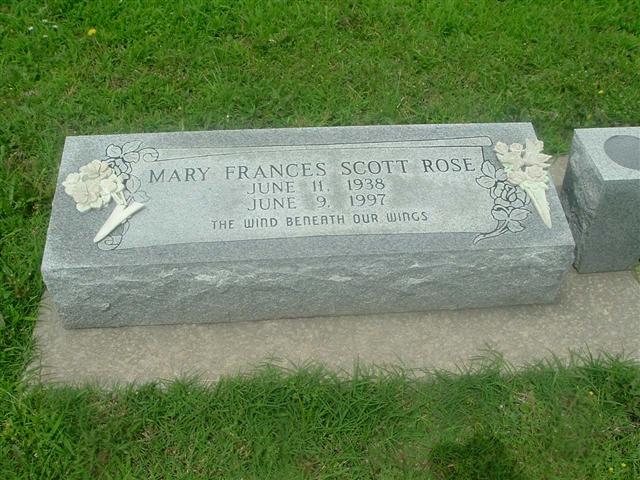 MARY FRANCES SCOTT ROSE
JUNE 11, 1938
JUNE 9, 1997
THE WIND BENEATH OUR WINGS